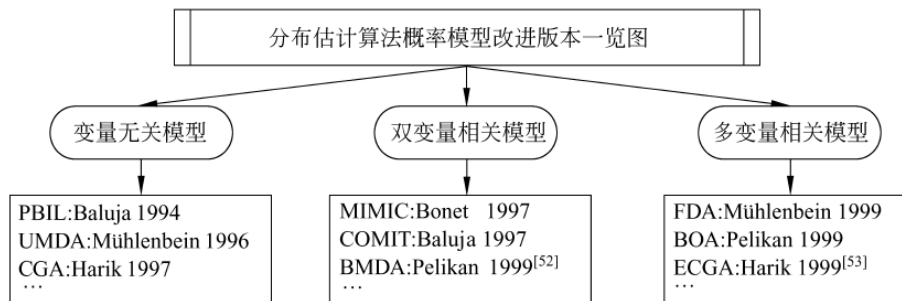 分布估计算法概率模型改进版本一览图
变量无关模型
双变量相关模型
多变量相关模型
PBIL:Baluja 1994
UMDA:Mühlenbein 1996
CGA:Harik 1997
…
MIMIC:Bonet 1997
COMIT:Baluja 1997
BMDA:Pelikan 1999[52]
…
FDA:Mühlenbein 1999
BOA:Pelikan 1999
ECGA:Harik 1999[53]
…